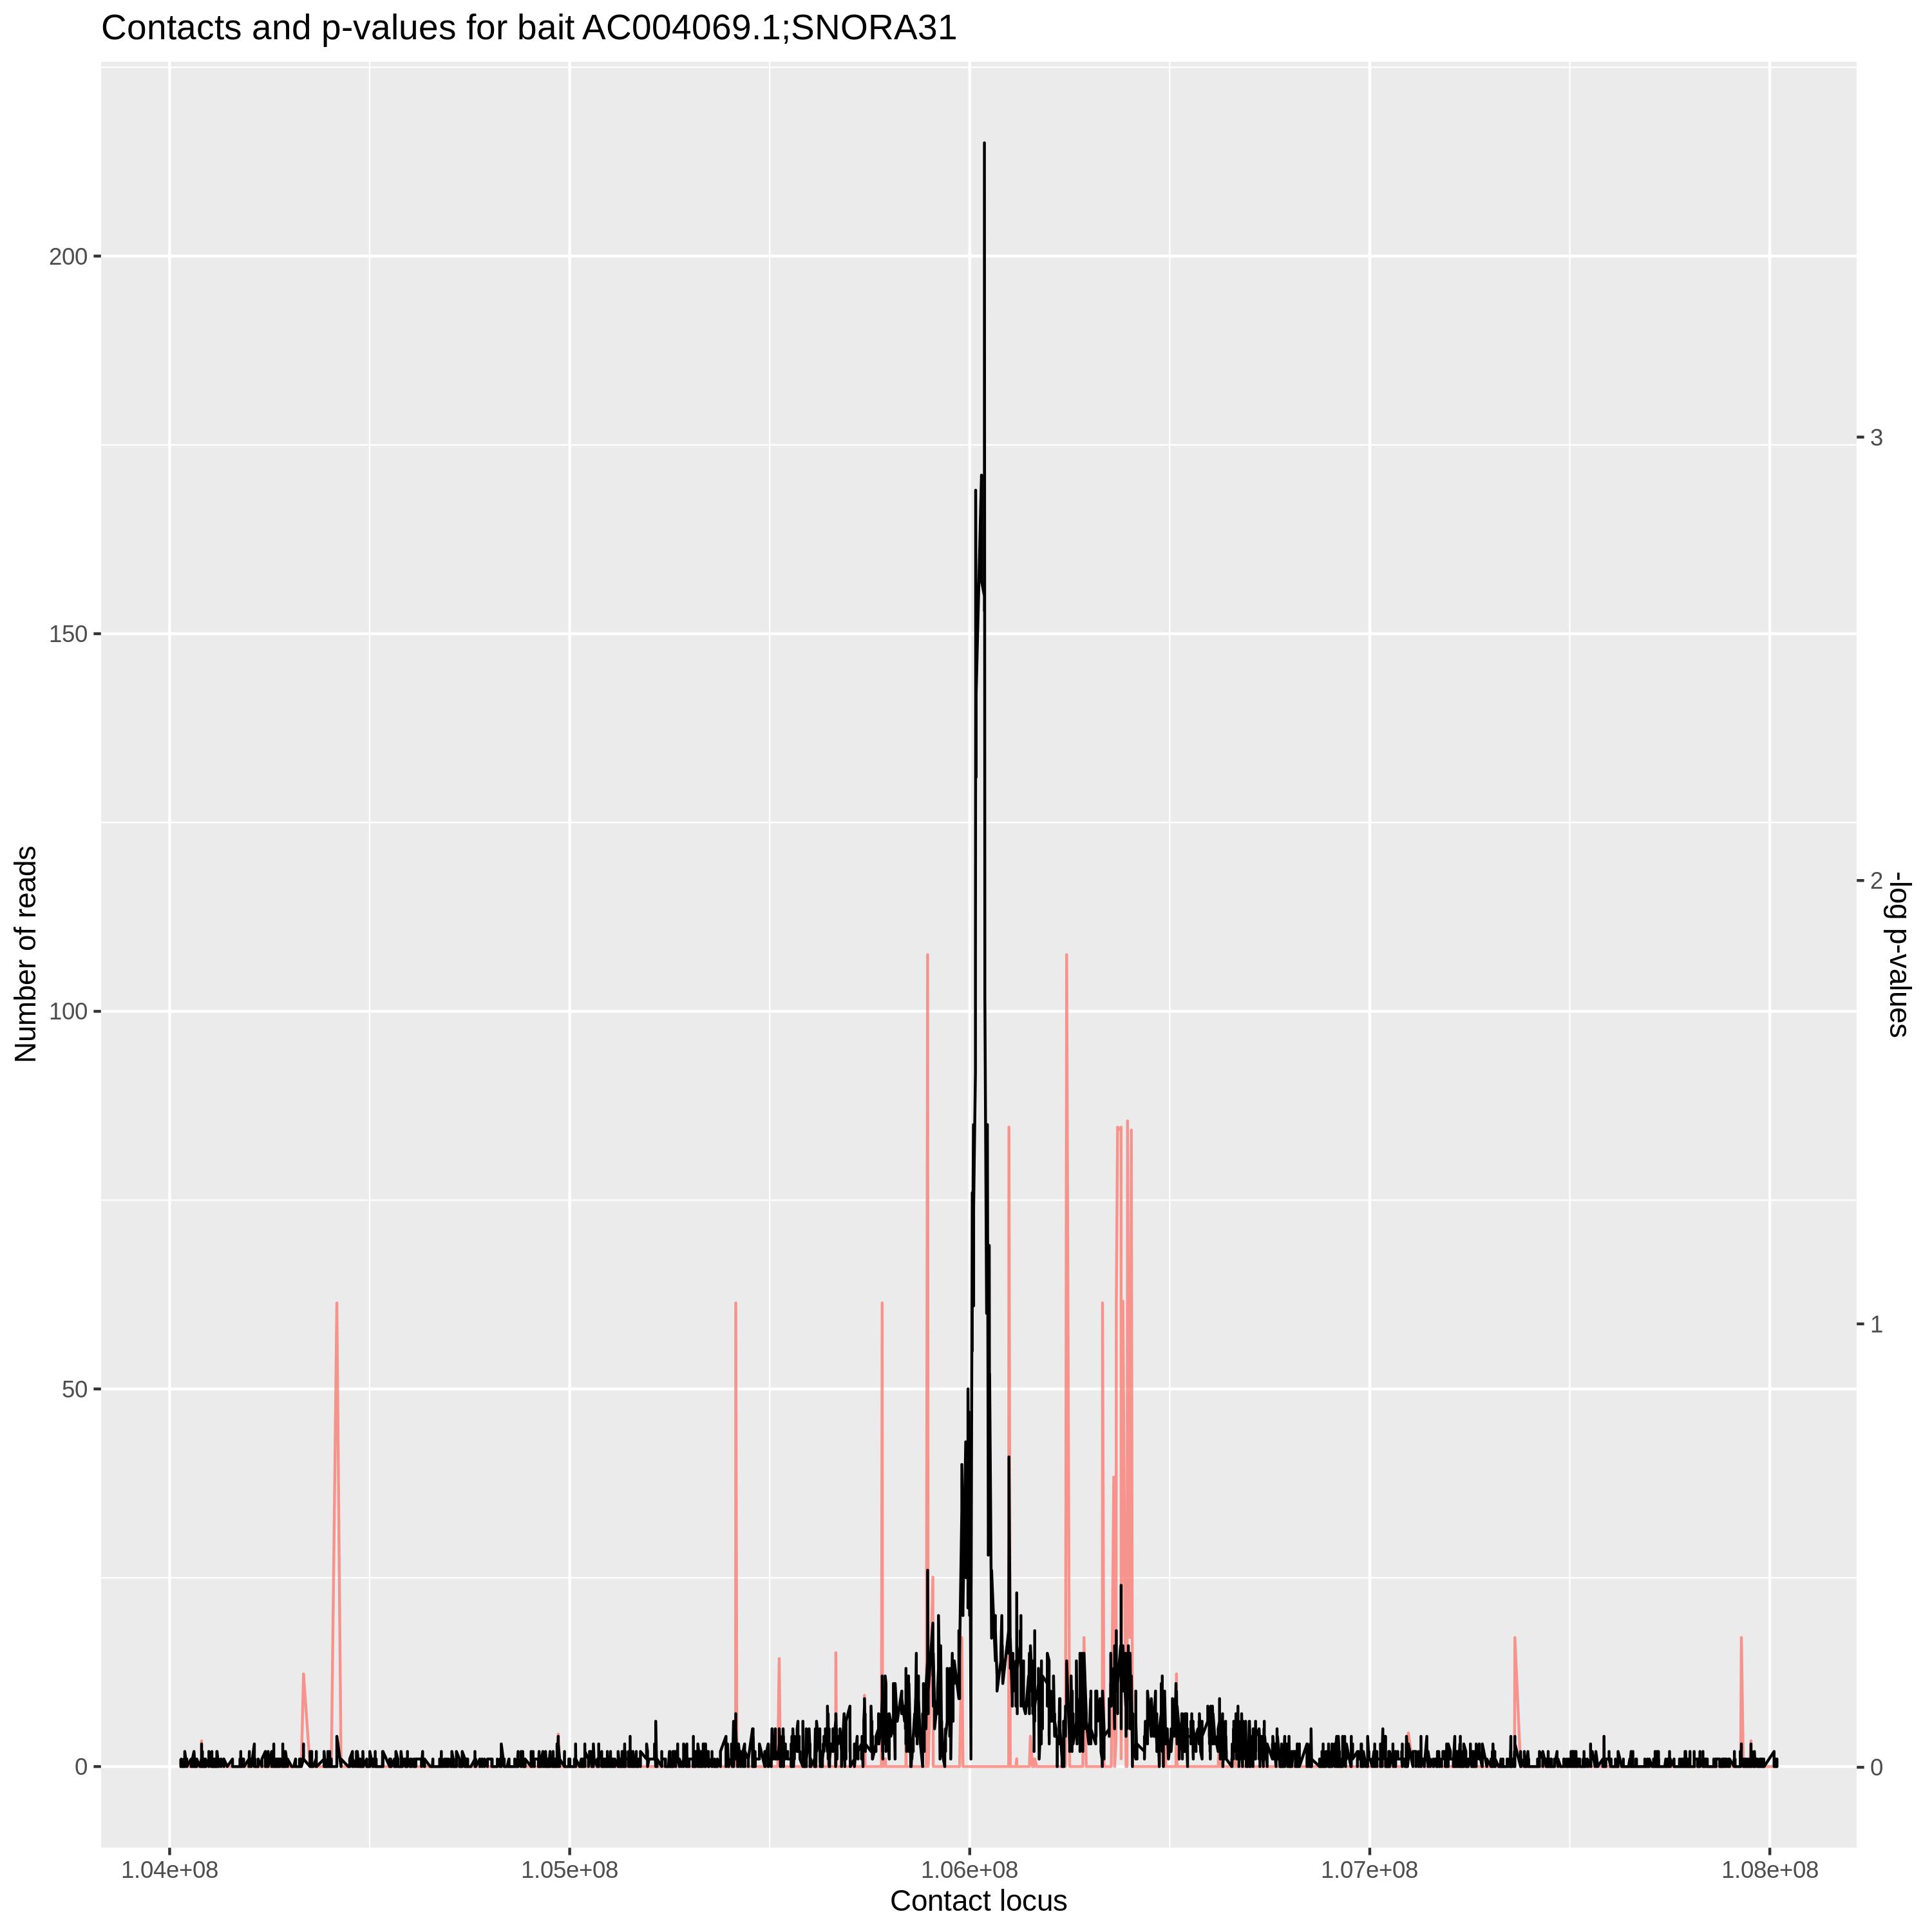 Contacts and p-values for bait AC004069.1;SNORA31
200
150
100
50
0
Number of reads
3
2
1
0
-log p-values
1.04e+08 1.05e+08 1.06e+08 1.07e+08 1.08e+08
Contact locus